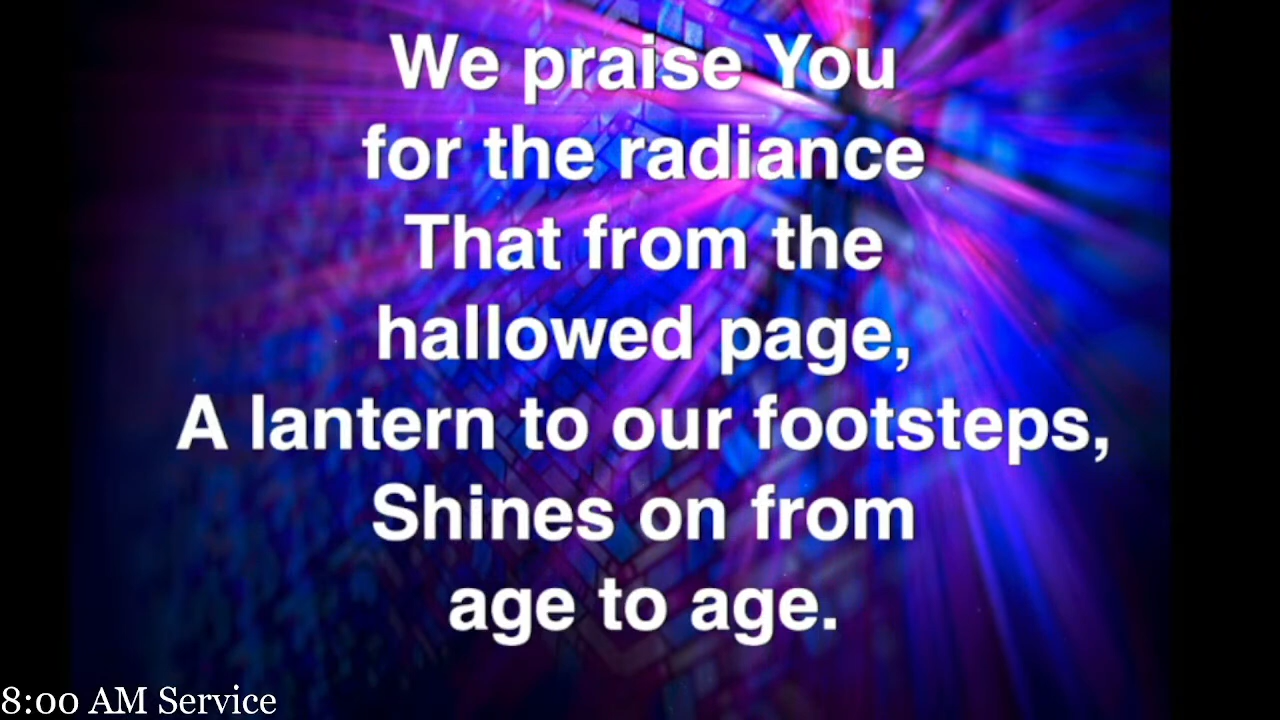 We praise You
for the radiance
That from the
hallowed page,
A lantern to our footsteps,
Shines on from
age to age.
8:00 AM Service